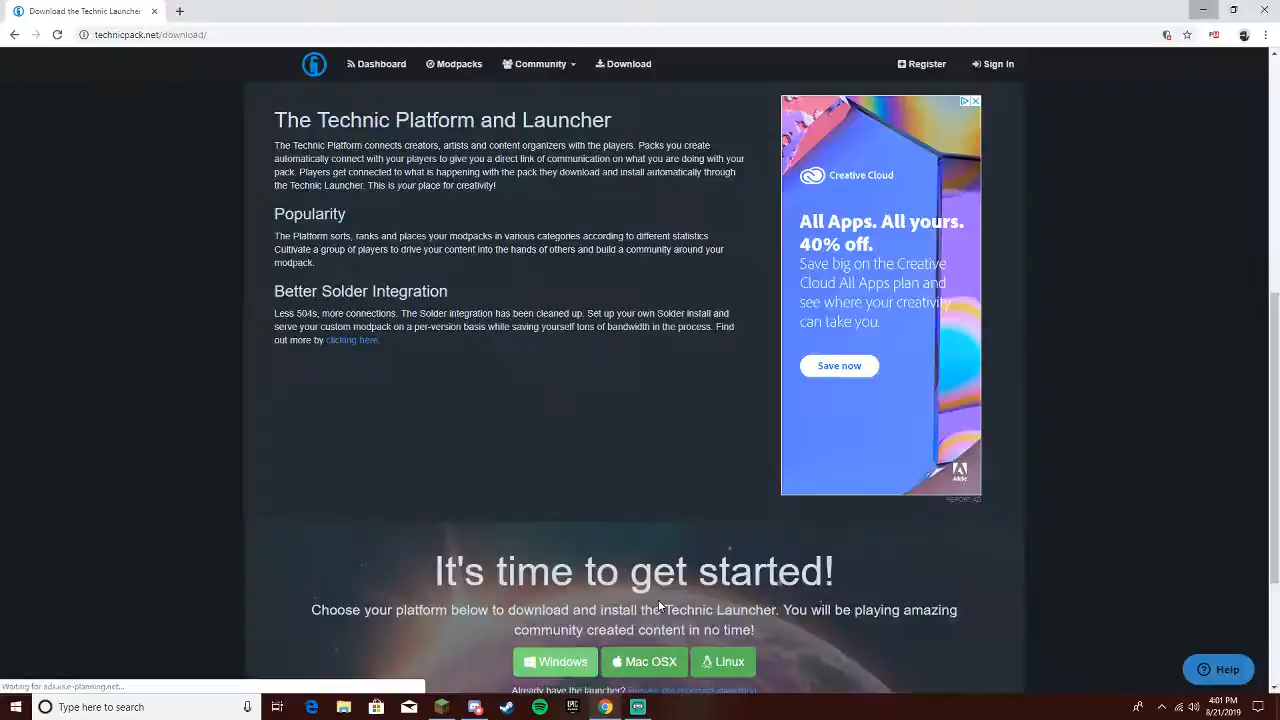 Download the Technic Launcher
technicpack.net/download/
Dashboard Modpacks Community Download Register Sign In
The Technic Platform and Launcher
The Technic Platform connects creators, artists and content organizers with the players. Packs you create
automatically connect with your players to give you a direct link of communication on what you are doing with your
pack. Players get connected to what is happening with the pack they download and install automatically through
the Technic Launcher. This is your place for creativity!
Popularity
The Platform sorts, ranks and places your modpacks in various categories according to different statistics
Cultivate a group of players to drive your content into the hands of others and build a community around your
modpack.
Better Solder Integration
Less 504s, more connections. The Solder integration has been cleaned up. Set up your own Solder install and
serve your custom modpack on a per-version basis while saving yourself tons of bandwidth in the process. Find
out more by clicking here.
Creative Cloud
All Apps. All yours.
40% off.
Save big on the Creative
Cloud All Apps plan and
see where your creativity
can take you.
Save now
Adobe
REPORT AD
It's time to get started!
Choose your platform below to download and install the Technic Launcher. You will be playing amazing
community created content in no time!
Windows Mac OSX Linux
Already have the launcher?
Help
Waiting for ads.us.e-planning.net...
Type here to search
EPIC
4:01 PM
8/21/2019